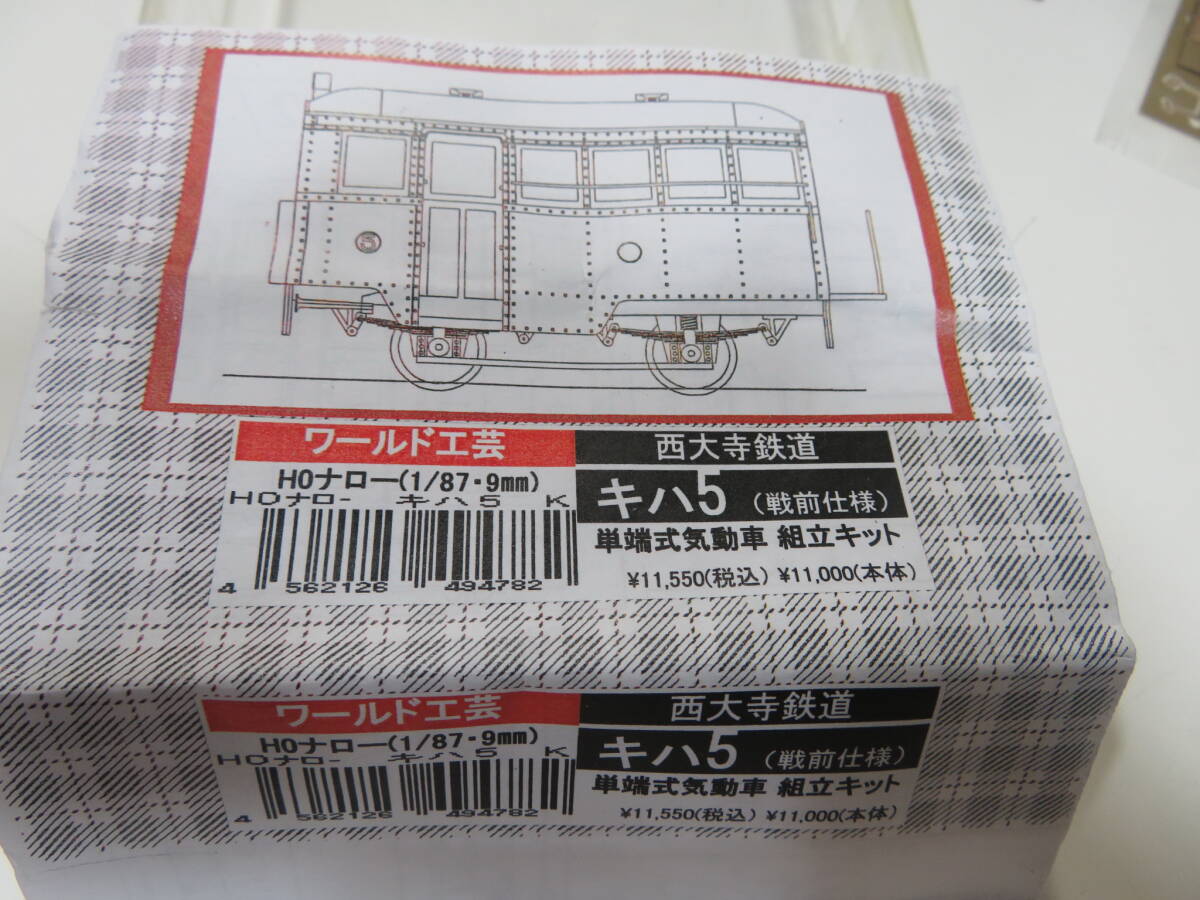 5
ワールド工芸
西大寺鉄道
HOナロー(1/87・9mm)
HOナロー キハ5 K
キハ5(戦前仕様)
単端式気動車 組立キット
4 562126 494782
¥11,550(税込) ¥11,000(本体)
ワールド工芸
西大寺鉄道
HOナロー(1/87・9mm)
HOナロー キハ5 K
キハ5(戦前仕様)
単端式気動車 組立キット
4 562126 494782
¥11,550(税込) ¥11,000(本体)